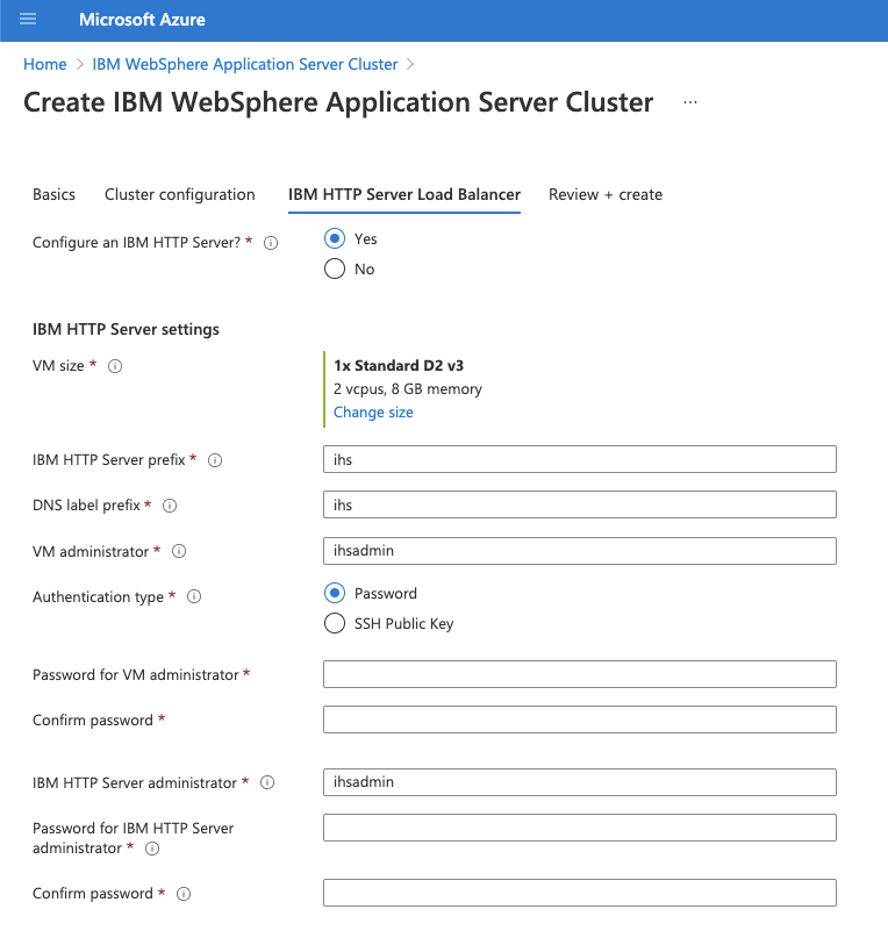 Microsoft Azure
Home > IBM WebSphere Application Server Cluster >
Create IBM WebSphere Application Server Cluster ...
Basics Cluster configuration IBM HTTP Server Load Balancer Review + create
Configure an IBM HTTP Server? * Yes
No
IBM HTTP Server settings
VM size * 1x Standard D2 v3
2 vcpus, 8 GB memory
Change size
IBM HTTP Server prefix * ihs
DNS label prefix * ihs
VM administrator * ihsadmin
Authentication type * Password
SSH Public Key
Password for VM administrator *
Confirm password *
IBM HTTP Server administrator * ihsadmin
Password for IBM HTTP Server
administrator *
Confirm password *